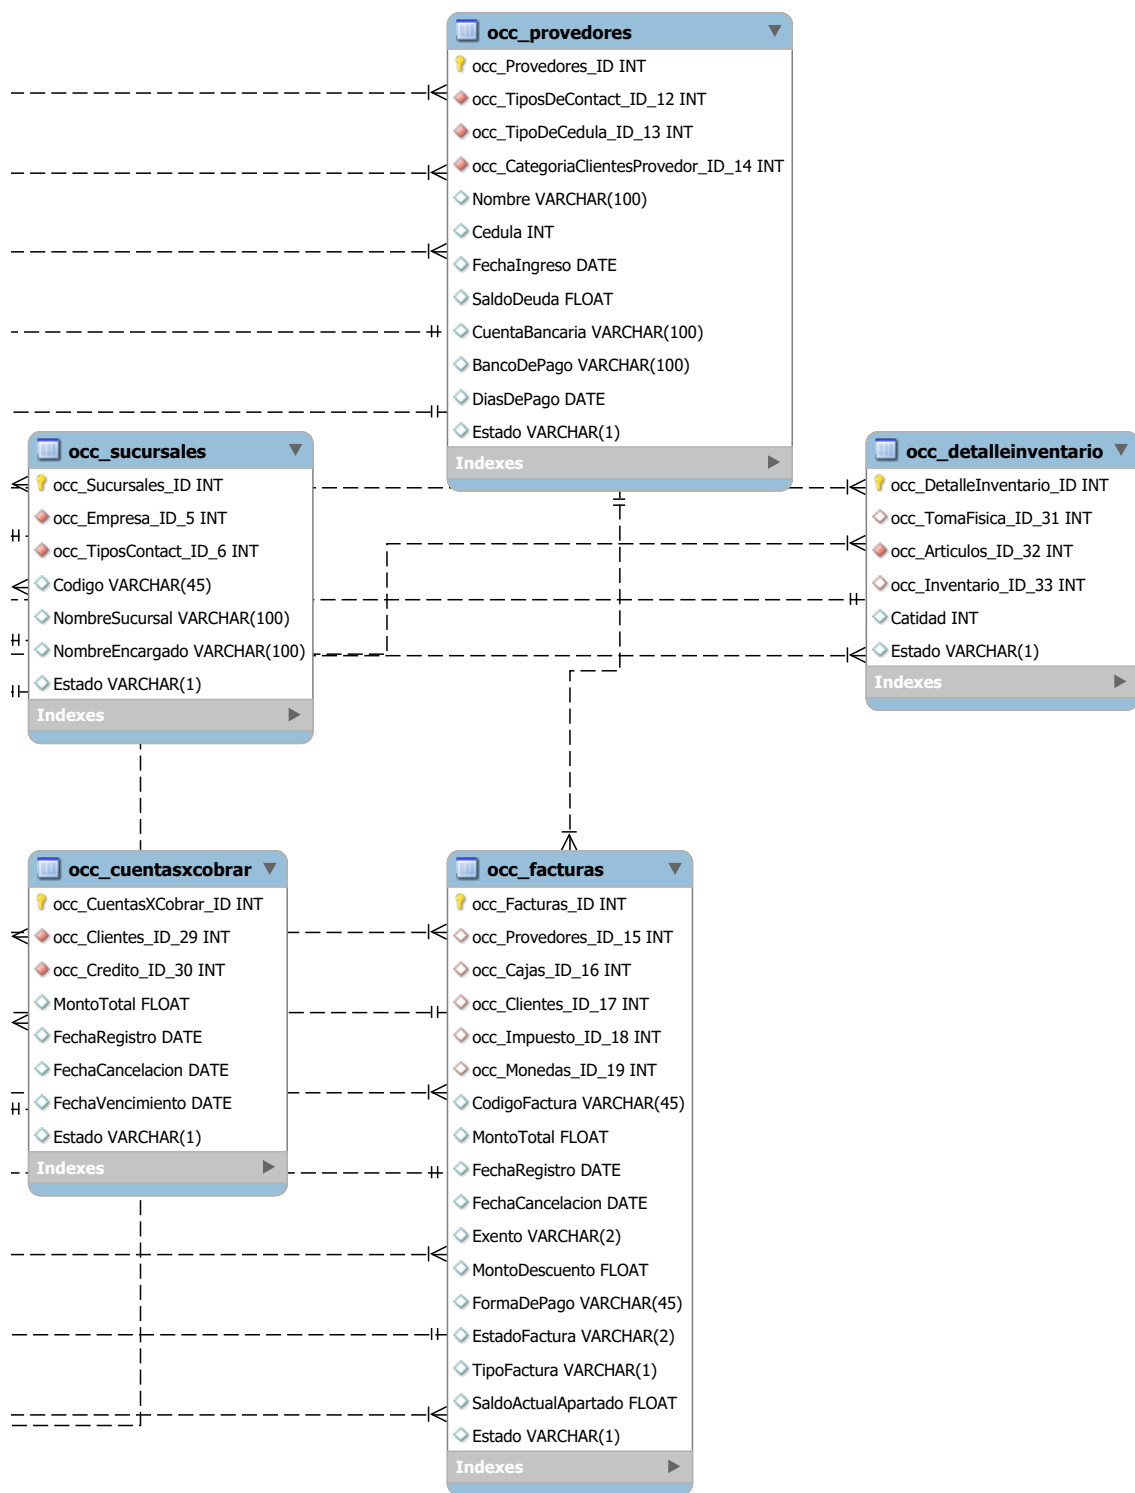 occ_provedores
occ_Provedores_ID INT
occ_TiposDeContact_ID_12 INT
occ_TipoDeCedula_ID_13 INT
occ_CategoriaClientesProvedor_ID_14 INT
Nombre VARCHAR(100)
Cedula INT
FechaIngreso DATE
SaldoDeuda FLOAT
CuentaBancaria VARCHAR(100)
BancoDePago VARCHAR(100)
DiasDePago DATE
Estado VARCHAR(1)
Indexes
occ_sucursales
occ_Sucursales_ID INT
occ_Empresa_ID_5 INT
occ_TiposContact_ID_6 INT
Codigo VARCHAR(45)
NombreSucursal VARCHAR(100)
NombreEncargado VARCHAR(100)
Estado VARCHAR(1)
Indexes
occ_detalleinventario
occ_DetalleInventario_ID INT
occ_TomaFisica_ID_31 INT
occ_Articulos_ID_32 INT
occ_Inventario_ID_33 INT
Catidad INT
Estado VARCHAR(1)
Indexes
occ_cuentasxcobrar
occ_CuentasXCobrar_ID INT
occ_Clientes_ID_29 INT
occ_Credito_ID_30 INT
MontoTotal FLOAT
FechaRegistro DATE
FechaCancelacion DATE
FechaVencimiento DATE
Estado VARCHAR(1)
Indexes
occ_facturas
occ_Facturas_ID INT
occ_Provedores_ID_15 INT
occ_Cajas_ID_16 INT
occ_Clientes_ID_17 INT
occ_Impuesto_ID_18 INT
occ_Monedas_ID_19 INT
CodigoFactura VARCHAR(45)
MontoTotal FLOAT
FechaRegistro DATE
FechaCancelacion DATE
Exento VARCHAR(2)
MontoDescuento FLOAT
FormaDePago VARCHAR(45)
EstadoFactura VARCHAR(2)
TipoFactura VARCHAR(1)
SaldoActualApartado FLOAT
Estado VARCHAR(1)
Indexes